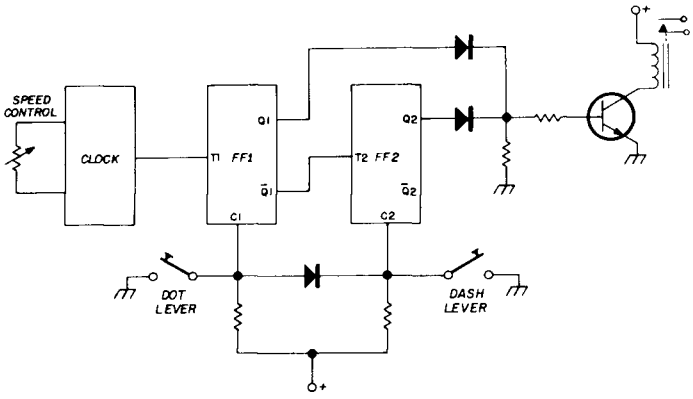 +
SPEED
CONTROL
CLOCK
T1 FF1
Q1
Q̅1
C1
T2 FF2
Q2
Q̅2
C2
DOT
LEVER
DASH
LEVER
+